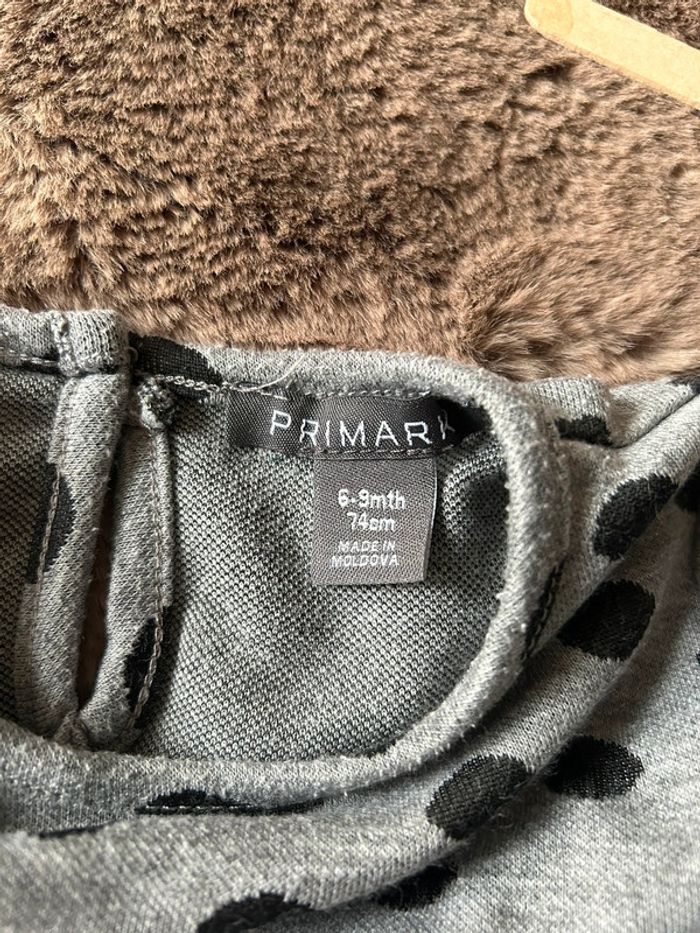 PRIMARK
6-9mth
74cm
MADE IN
MOLDOVA